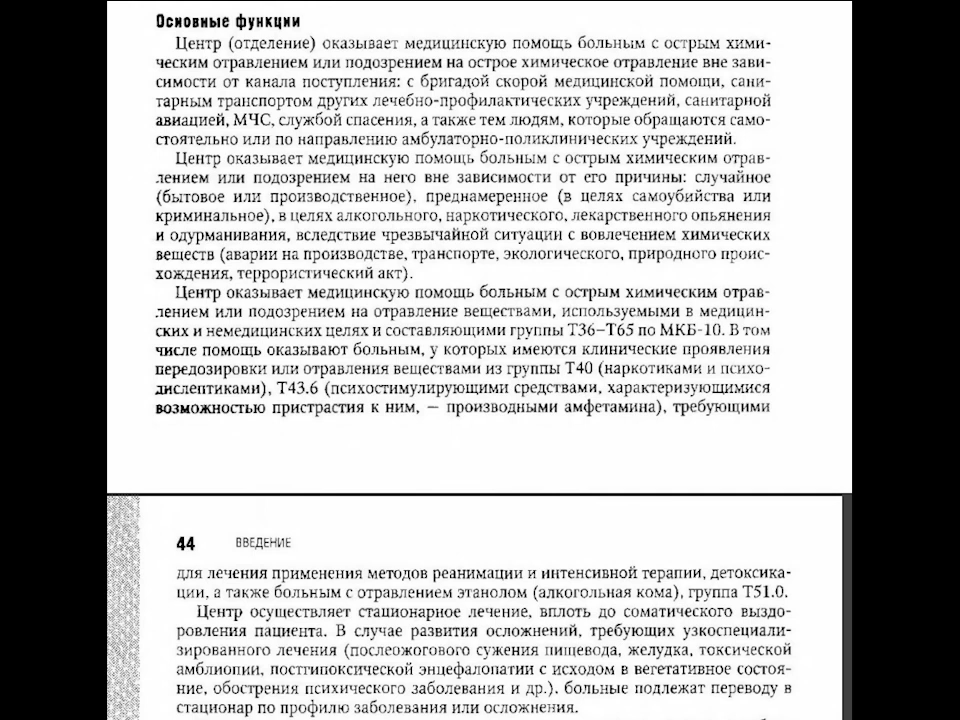 Основные функции
Центр (отделение) оказывает медицинскую помощь больным с острым хими-
ческим отравлением или подозрением на острое химическое отравление вне зави-
симости от канала поступления: с бригадой скорой медицинской помощи, сани-
тарным транспортом других лечебно-профилактических учреждений, санитарной
авиацией, МЧС, службой спасения, а также тем людям, которые обращаются само-
стоятельно или по направлению амбулаторно-поликлинических учреждений.
Центр оказывает медицинскую помощь больным с острым химическим отрав-
лением или подозрением на него вне зависимости от его причины: случайное
(бытовое или производственное), преднамеренное (в целях самоубийства или
криминальное), в целях алкогольного, наркотического, лекарственного опьянения
и одурманивания, вследствие чрезвычайной ситуации с вовлечением химических
веществ (аварии на производстве, транспорте, экологического, природного проис-
хождения, террористический акт).
Центр оказывает медицинскую помощь больным с острым химическим отрав-
лением или подозрением на отравление веществами, используемыми в медицин-
ских и немедицинских целях и составляющими группы Т36–Т65 по МКБ-10. В том
числе помощь оказывают больным, у которых имеются клинические проявления
передозировки или отравления веществами из группы Т40 (наркотиками и психо-
дислептиками), Т43.6 (психостимулирующими средствами, характеризующимися
возможностью пристрастия к ним, — производными амфетамина), требующими
44 ВВЕДЕНИЕ
для лечения применения методов реанимации и интенсивной терапии, детоксика-
ции, а также больным с отравлением этанолом (алкогольная кома), группа Т51.0.
Центр осуществляет стационарное лечение, вплоть до соматического выздо-
ровления пациента. В случае развития осложнений, требующих узкоспециали-
зированного лечения (послеожогового сужения пищевода, желудка, токсической
амблиопии, постгипоксической энцефалопатии с исходом в вегетативное состоя-
ние, обострения психического заболевания и др.), больные подлежат переводу в
стационар по профилю заболевания или осложнения.